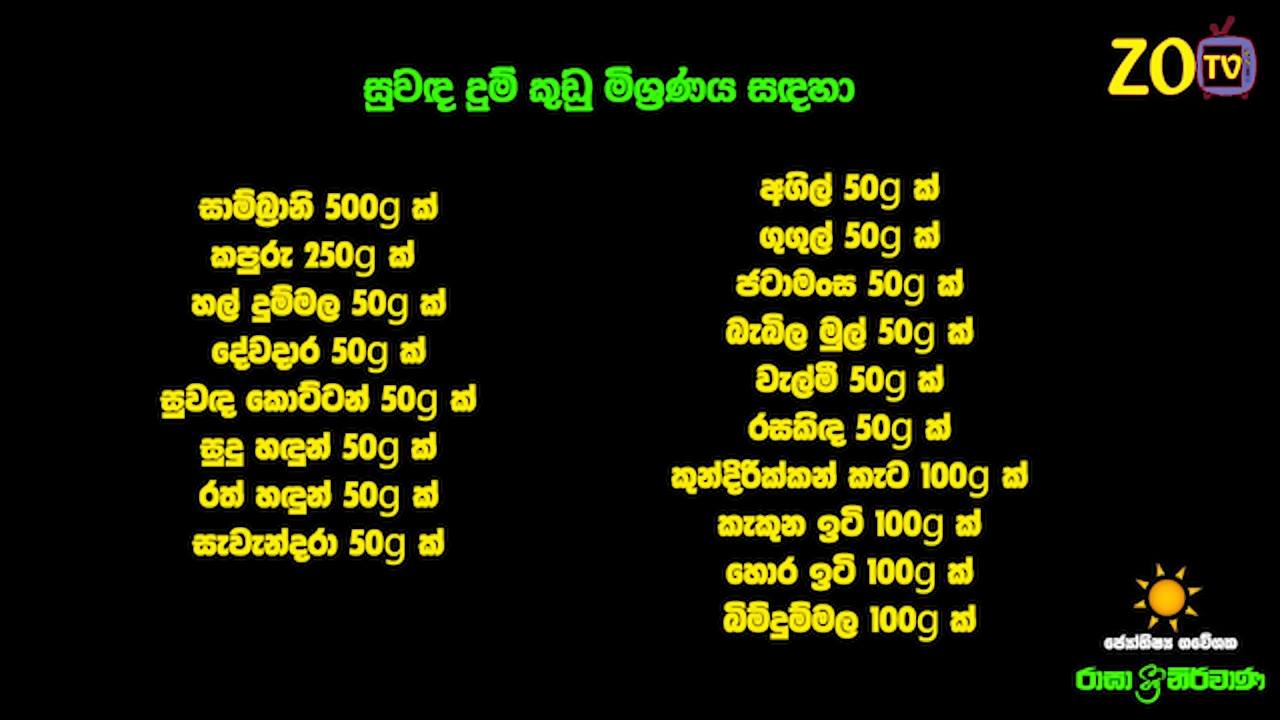 ZO TV
සුවඳ දුම් කුඩු මිශ්‍රණය සඳහා
සාම්බ්‍රානි 500g ක්
කපුරු 250g ක්
හල් දුම්මල 50g ක්
දේවදාර 50g ක්
සුවඳ කොට්ටන් 50g ක්
සුදු හඳුන් 50g ක්
රත් හඳුන් 50g ක්
සැවැන්දරා 50g ක්
අගිල් 50g ක්
ගුගුල් 50g ක්
ජටාමංස 50g ක්
බැබිල මුල් 50g ක්
වැල්මී 50g ක්
රසකිඳ 50g ක්
කුන්දිරික්කන් කැට 100g ක්
කැකුන ඉටි 100g ක්
හොර ඉටි 100g ක්
බිම්දුම්මල 100g ක්
ජ්‍යෝතිෂ්‍ය ගවේශක
රාඝා ශ්‍රී නිර්වාණ